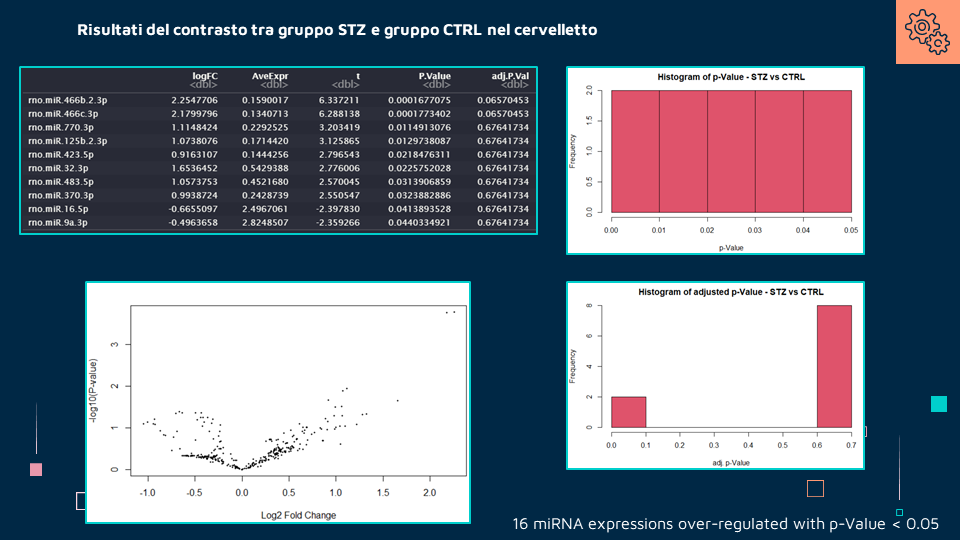 Risultati del contrasto tra gruppo STZ e gruppo CTRL nel cervelletto
logFC AveExpr t P.Value adj.P.Val
<dbl> <dbl> <dbl> <dbl> <dbl>
rno.miR.466b.2.3p 2.2547706 0.1590017 6.337211 0.0001677075 0.06570453
rno.miR.466c.3p 2.1799796 0.1340713 6.288138 0.0001773402 0.06570453
rno.miR.770.3p 1.1148424 0.2292525 3.203419 0.0114913076 0.67641734
rno.miR.125b.2.3p 1.0738076 0.1714420 3.125865 0.0129738087 0.67641734
rno.miR.423.5p 0.9163107 0.1444256 2.796543 0.0218476311 0.67641734
rno.miR.32.3p 1.6536452 0.5429388 2.776006 0.0225752028 0.67641734
rno.miR.483.5p 1.0573753 0.4521680 2.570045 0.0313906859 0.67641734
rno.miR.370.3p 0.9938724 0.2428739 2.550547 0.0323882886 0.67641734
rno.miR.16.5p -0.6655097 2.4967061 -2.397830 0.0413893528 0.67641734
rno.miR.9a.3p -0.4963658 2.8248507 -2.359266 0.0440334921 0.67641734
Histogram of p-Value - STZ vs CTRL
Frequency
2.0
1.5
1.0
0.5
0.0
0.00 0.01 0.02 0.03 0.04 0.05
p-Value
-log10(P-value)
3
2
1
0
-1.0 -0.5 0.0 0.5 1.0 1.5 2.0
Log2 Fold Change
Histogram of adjusted p-Value - STZ vs CTRL
Frequency
8
6
4
2
0
0.0 0.1 0.2 0.3 0.4 0.5 0.6 0.7
adj. p-Value
16 miRNA expressions over-regulated with p-Value < 0.05